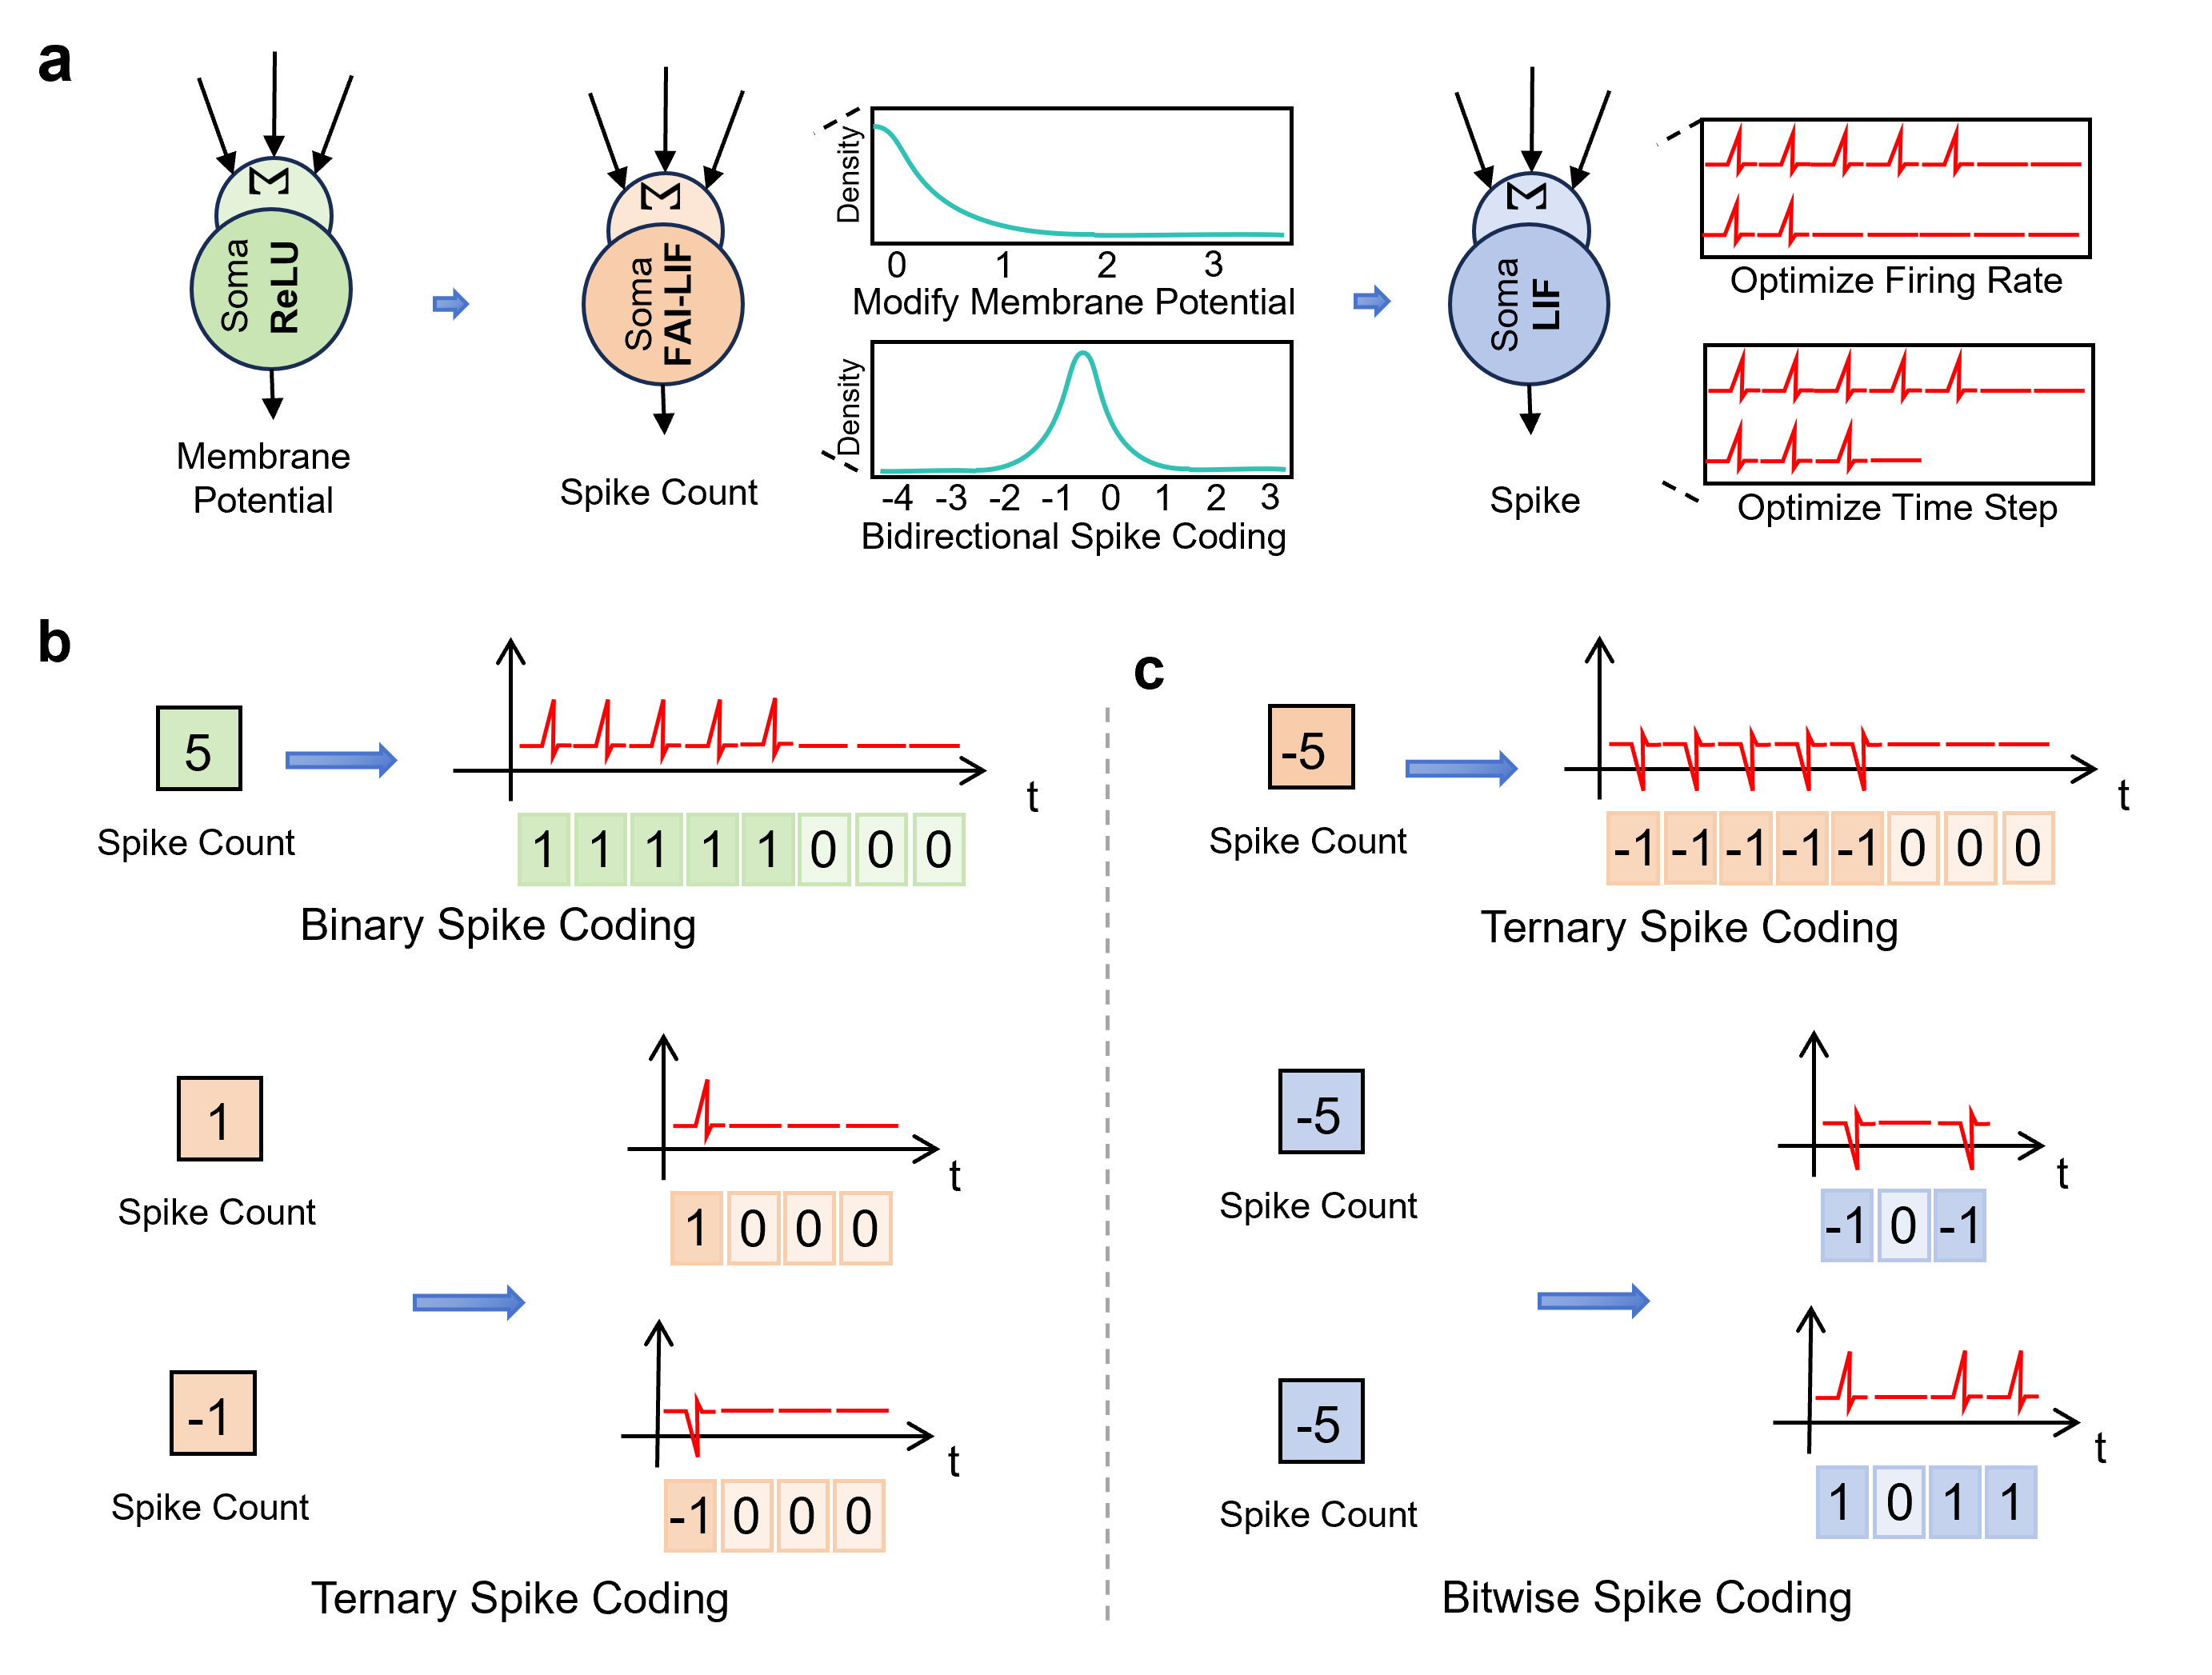 a
Σ
Soma
ReLU
Membrane
Potential
Σ
Soma
FAI-LIF
Spike Count
Density
0 1 2 3
Modify Membrane Potential
Density
-4 -3 -2 -1 0 1 2 3
Bidirectional Spike Coding
Σ
Soma
LIF
Spike
Optimize Firing Rate
Optimize Time Step
b
5
Spike Count
t
1 1 1 1 1 0 0 0
Binary Spike Coding
1
Spike Count
t
1 0 0 0
-1
Spike Count
t
-1 0 0 0
Ternary Spike Coding
c
-5
Spike Count
t
-1 -1 -1 -1 -1 0 0 0
Ternary Spike Coding
-5
Spike Count
t
-1 0 -1
-5
Spike Count
t
1 0 1 1
Bitwise Spike Coding